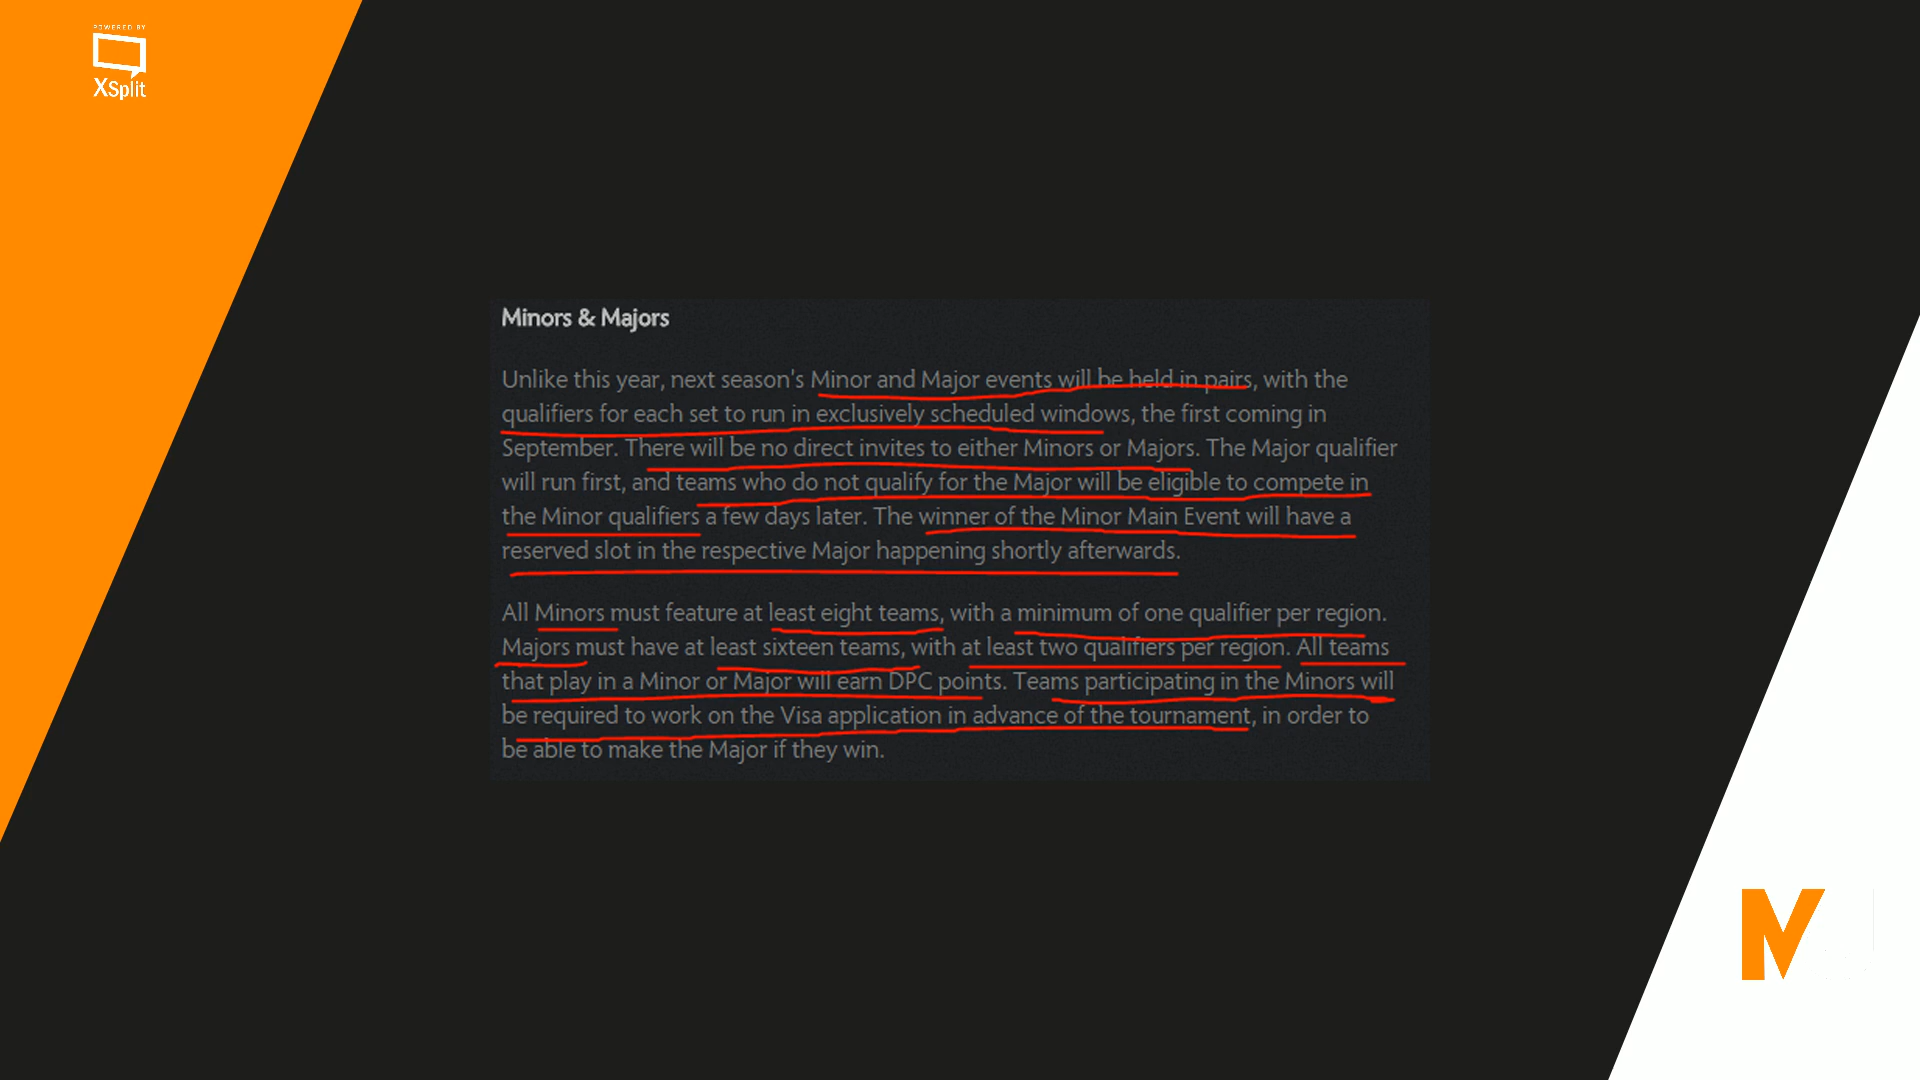 POWERED BY
XSplit
Minors & Majors
Unlike this year, next season's Minor and Major events will be held in pairs, with the
qualifiers for each set to run in exclusively scheduled windows, the first coming in
September. There will be no direct invites to either Minors or Majors. The Major qualifier
will run first, and teams who do not qualify for the Major will be eligible to compete in
the Minor qualifiers a few days later. The winner of the Minor Main Event will have a
reserved slot in the respective Major happening shortly afterwards.
All Minors must feature at least eight teams, with a minimum of one qualifier per region.
Majors must have at least sixteen teams, with at least two qualifiers per region. All teams
that play in a Minor or Major will earn DPC points. Teams participating in the Minors will
be required to work on the Visa application in advance of the tournament, in order to
be able to make the Major if they win.
M